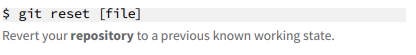 $ git reset [file]
Revert your repository to a previous known working state.